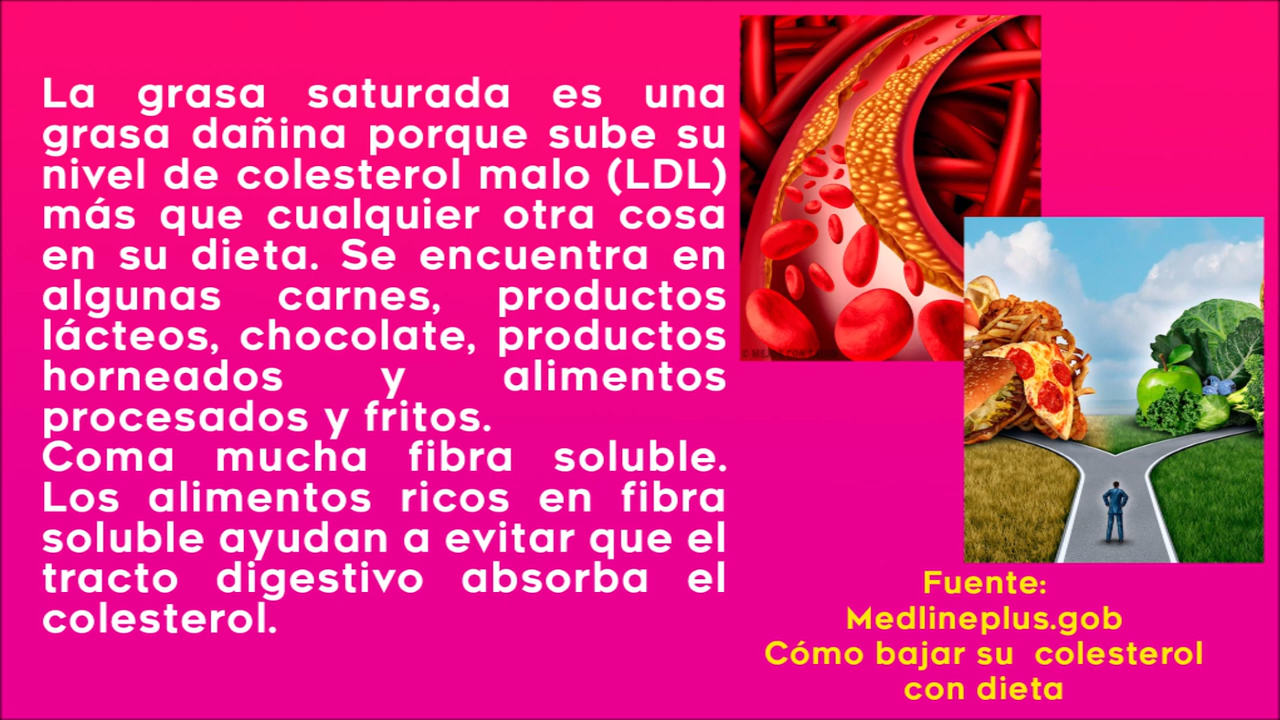 La grasa saturada es una
grasa dañina porque sube su
nivel de colesterol malo (LDL)
más que cualquier otra cosa
en su dieta. Se encuentra en
algunas carnes, productos
lácteos, chocolate, productos
horneados y alimentos
procesados y fritos.
Coma mucha fibra soluble.
Los alimentos ricos en fibra
soluble ayudan a evitar que el
tracto digestivo absorba el
colesterol.
Fuente:
Medlineplus.gob
Cómo bajar su colesterol
con dieta